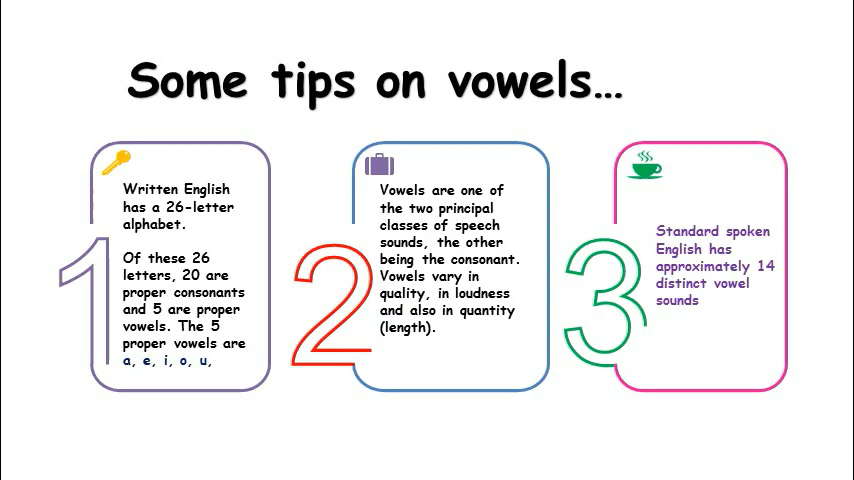 Some tips on vowels...
1
Written English
has a 26-letter
alphabet.
Of these 26
letters, 20 are
proper consonants
and 5 are proper
vowels. The 5
proper vowels are
a, e, i, o, u,
2
Vowels are one of
the two principal
classes of speech
sounds, the other
being the consonant.
Vowels vary in
quality, in loudness
and also in quantity
(length).
3
Standard spoken
English has
approximately 14
distinct vowel
sounds